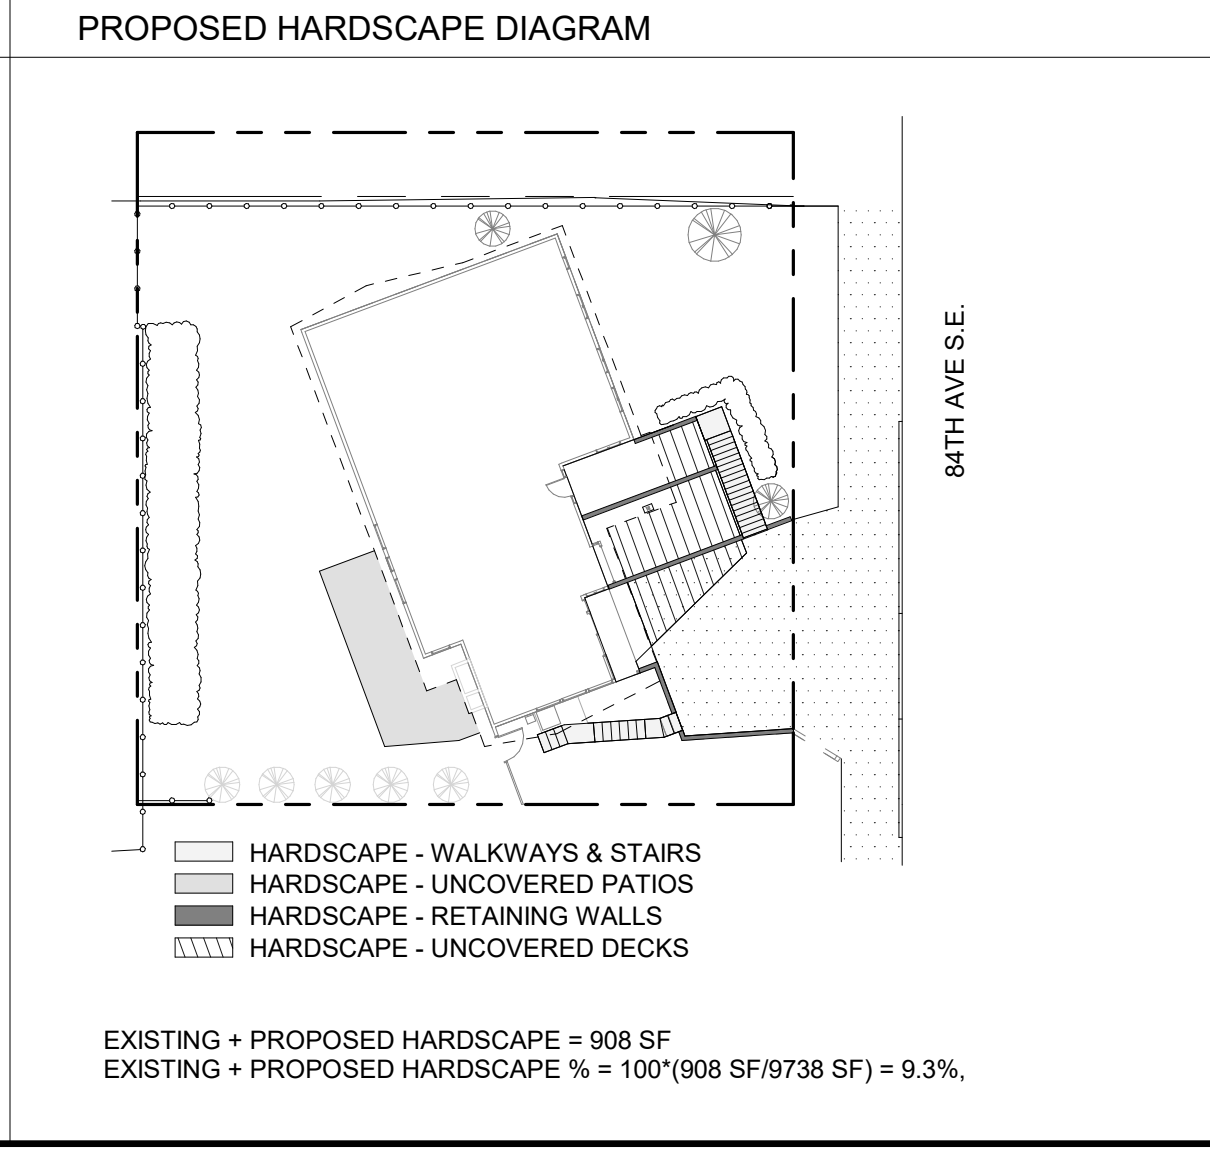 PROPOSED HARDSCAPE DIAGRAM
84TH AVE S.E.
HARDSCAPE - WALKWAYS & STAIRS
HARDSCAPE - UNCOVERED PATIOS
HARDSCAPE - RETAINING WALLS
HARDSCAPE - UNCOVERED DECKS
EXISTING + PROPOSED HARDSCAPE = 908 SF
EXISTING + PROPOSED HARDSCAPE % = 100*(908 SF/9738 SF) = 9.3%,